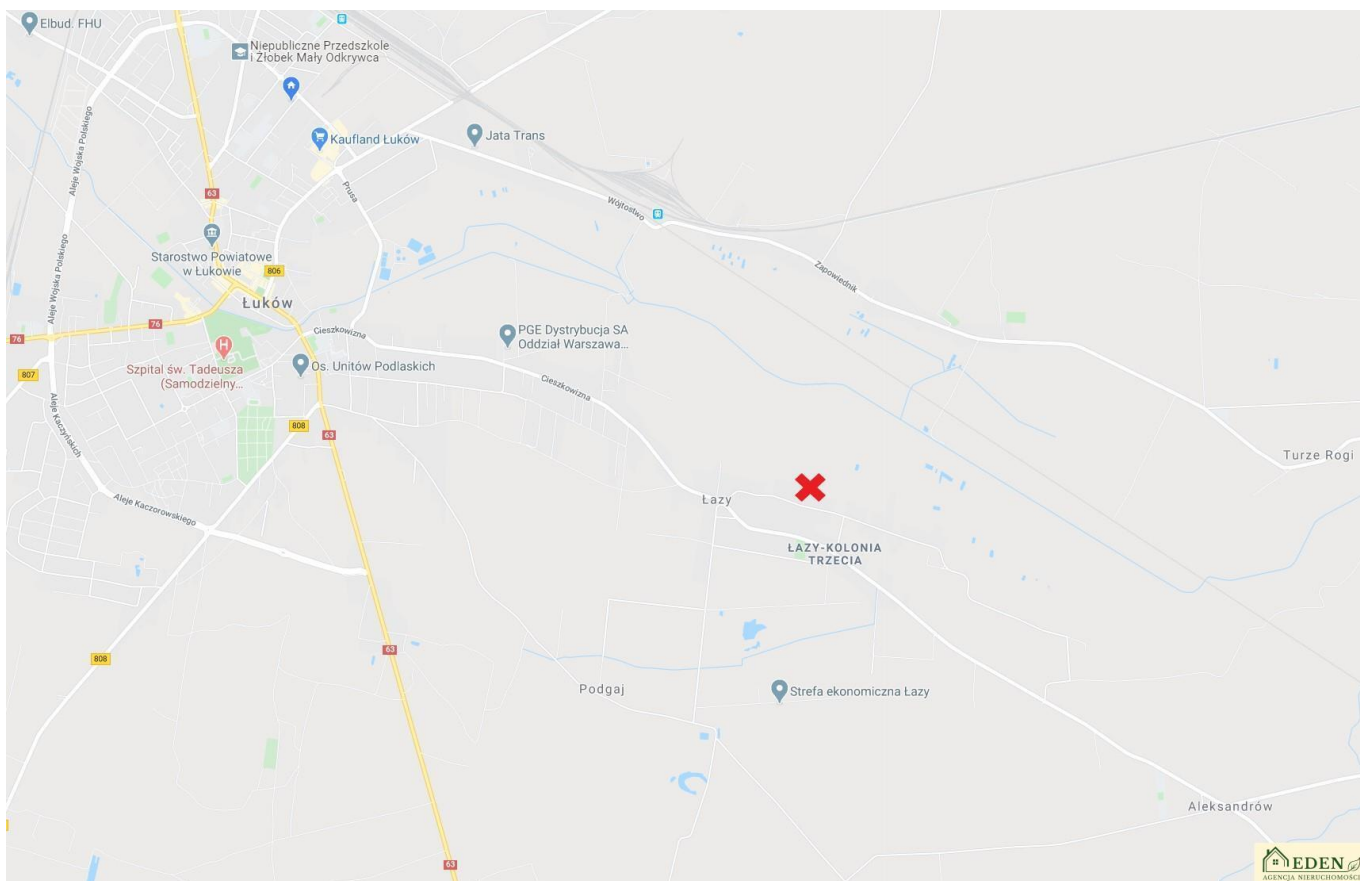 Elbud. FHU
Niepubliczne Przedszkole
i Żłobek Mały Odkrywca
Kaufland Łuków
Jata Trans
Aleje Wojska Polskiego
63
Prusa
Wójtostwo
Starostwo Powiatowe
w Łukowie
806
Zapowiednik
Aleje Wojska Polskiego
Łuków
76
76
Cieszkowizna
PGE Dystrybucja SA
Oddział Warszawa...
Szpital św. Tadeusza
(Samodzielny...
Os. Unitów Podlaskich
807
Cieszkowizna
Aleje Kaczyńskich
808
63
Turze Rogi
Aleje Kaczorowskiego
Łazy
ŁAZY-KOLONIA
TRZECIA
63
808
Podgaj
Strefa ekonomiczna Łazy
Aleksandrów
63
EDEN
AGENCJA NIERUCHOMOŚCI